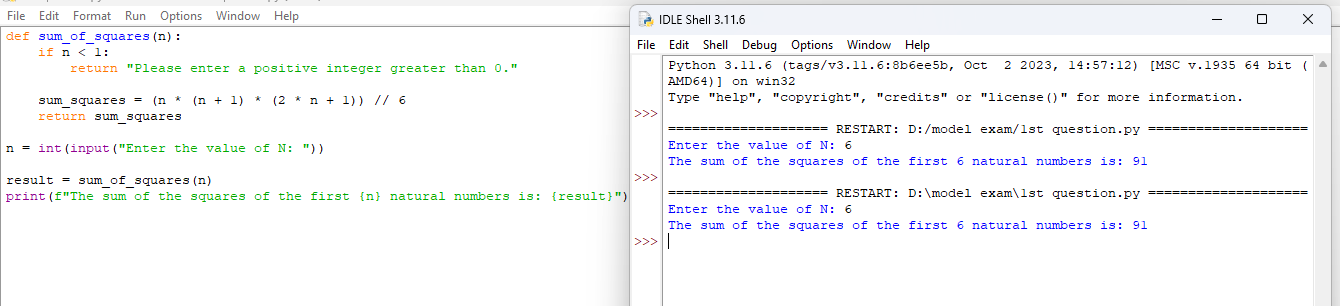 File Edit Format Run Options Window Help
def sum_of_squares(n):
    if n < 1:
        return "Please enter a positive integer greater than 0."
    sum_squares = (n * (n + 1) * (2 * n + 1)) // 6
    return sum_squares
n = int(input("Enter the value of N: "))
result = sum_of_squares(n)
print(f"The sum of the squares of the first {n} natural numbers is: {result}")
IDLE Shell 3.11.6
File Edit Shell Debug Options Window Help
Python 3.11.6 (tags/v3.11.6:8b6ee5b, Oct  2 2023, 14:57:12) [MSC v.1935 64 bit (
AMD64)] on win32
Type "help", "copyright", "credits" or "license()" for more information.
>>>
==================== RESTART: D:/model exam/1st question.py ====================
Enter the value of N: 6
The sum of the squares of the first 6 natural numbers is: 91
>>>
==================== RESTART: D:\model exam\1st question.py ====================
Enter the value of N: 6
The sum of the squares of the first 6 natural numbers is: 91
>>>